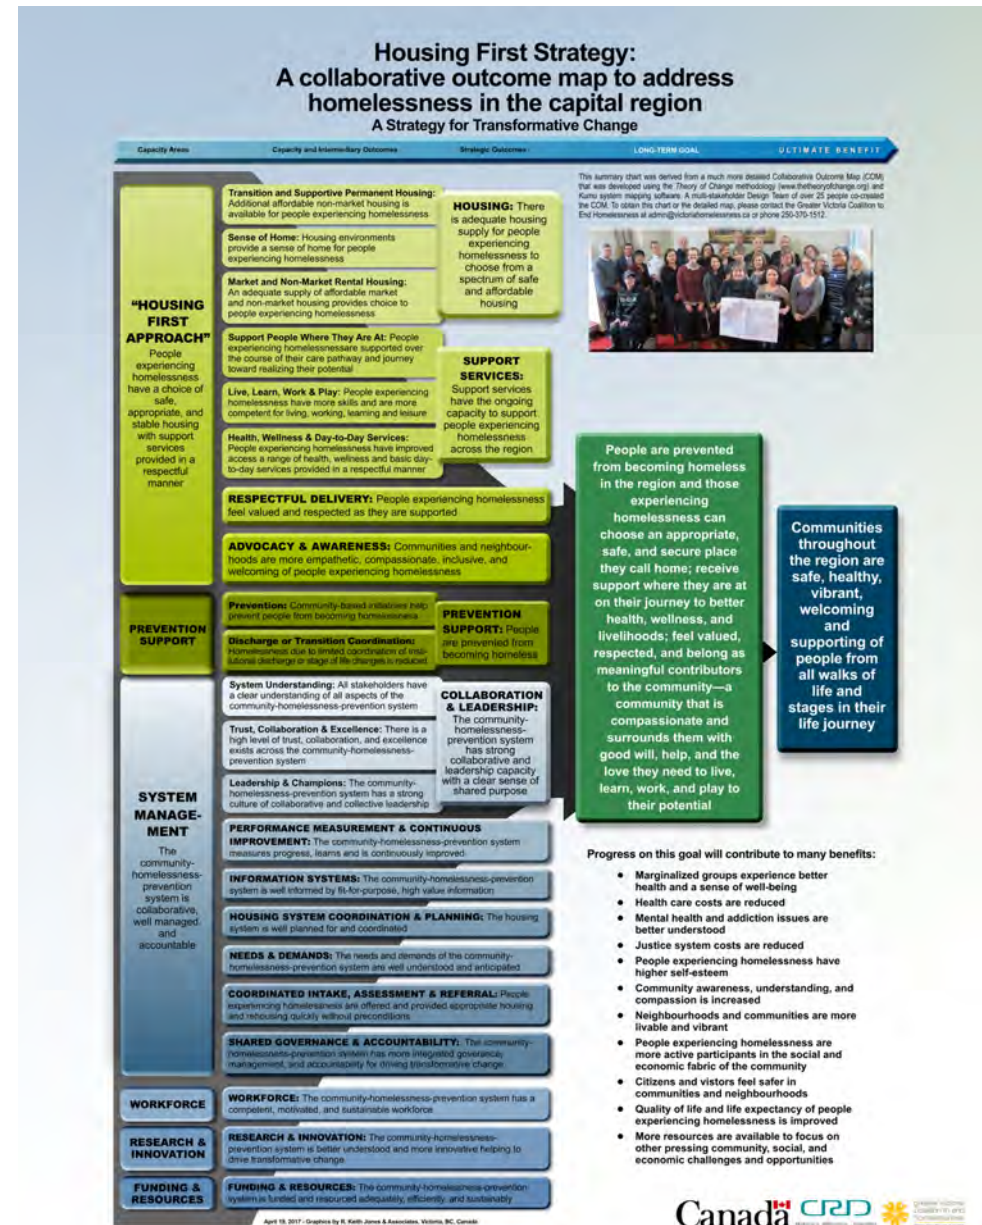 Housing First Strategy:
A collaborative outcome map to address
homelessness in the capital region
A Strategy for Transformative Change
Capacity Areas
Capacity and Intermediary Outcomes
Strategic Outcomes
LONG-TERM GOAL
ULTIMATE BENEFIT
This summary chart was derived from a much more detailed Collaborative Outcome Map (COM)
that was developed using the Theory of Change methodology (www.thetheoryofchange.org) and
Kumu system mapping software. A multi-stakeholder Design Team of over 25 people co-created
the COM. To obtain this chart or the detailed map, please contact the Greater Victoria Coalition to
End Homelessness at admin@victoriahomelessness.ca or phone 250-370-1512.
"HOUSING
FIRST
APPROACH"
People
experiencing
homelessness
have a choice of
safe,
appropriate, and
stable housing
with support
services
provided in a
respectful
manner
Transition and Supportive Permanent Housing:
Additional affordable non-market housing is
available for people experiencing homelessness
Sense of Home: Housing environments
provide a sense of home for people
experiencing homelessness
Market and Non-Market Rental Housing:
An adequate supply of affordable market
and non-market housing provides choice to
people experiencing homelessness
HOUSING: There
is adequate housing
supply for people
experiencing
homelessness to
choose from a
spectrum of safe
and affordable
housing
Support People Where They Are At: People
experiencing homelessnessare supported over
the course of their care pathway and journey
toward realizing their potential
Live, Learn, Work & Play: People experiencing
homelessness have more skills and are more
competent for living, working, learning and leisure
Health, Wellness & Day-to-Day Services:
People experiencing homelessness have improved
access a range of health, wellness and basic day-
to-day services provided in a respectful manner
SUPPORT
SERVICES:
Support services
have the ongoing
capacity to support
people experiencing
homelessness
across the region
RESPECTFUL DELIVERY: People experiencing homelessness
feel valued and respected as they are supported
ADVOCACY & AWARENESS: Communities and neighbour-
hoods are more empathetic, compassionate, inclusive, and
welcoming of people experiencing homelessness
PREVENTION
SUPPORT
Prevention: Community-based initiatives help
prevent people from becoming homelessness
Discharge or Transition Coordination:
Homelessness due to limited coordination of insti-
tutional discharge or stage of life changes is reduced
PREVENTION
SUPPORT: People
are prevented from
becoming homeless
SYSTEM
MANAGE-
MENT
The
community-
homelessness-
prevention
system is
collaborative,
well managed,
and
accountable
System Understanding: All stakeholders have
a clear understanding of all aspects of the
community-homelessness-prevention system
Trust, Collaboration & Excellence: There is a
high level of trust, collaboration, and excellence
exists across the community-homelessness-
prevention system
Leadership & Champions: The community-
homelessness-prevention system has a strong
culture of collaborative and collective leadership
COLLABORATION
& LEADERSHIP:
The community-
homelessness-
prevention system
has strong
collaborative and
leadership capacity
with a clear sense of
shared purpose
PERFORMANCE MEASUREMENT & CONTINUOUS
IMPROVEMENT: The community-homelessness-prevention system
measures progress, learns and is continuously improved
INFORMATION SYSTEMS: The community-homelessness-prevention
system is well informed by fit-for-purpose, high value information
HOUSING SYSTEM COORDINATION & PLANNING: The housing
system is well planned for and coordinated
NEEDS & DEMANDS: The needs and demands of the community-
homelessness-prevention system are well understood and anticipated
COORDINATED INTAKE, ASSESSMENT & REFERRAL: People
experiencing homelessness are offered and provided appropriate housing
and rehousing quickly without preconditions
SHARED GOVERNANCE & ACCOUNTABILITY: The community-
homelessness-prevention system has more integrated goverance,
management, and accountability for driving transformative change
WORKFORCE
WORKFORCE: The community-homelessness-prevention system has a
competent, motivated, and sustainable workforce
RESEARCH &
INNOVATION
RESEARCH & INNOVATION: The community-homelessness-
prevention system is better understood and more innovative helping to
drive transformative change
FUNDING &
RESOURCES
FUNDING & RESOURCES: The community-homelessness-prevention
system is funded and resourced adequately, efficiently, and sustainably
People are prevented
from becoming homeless
in the region and those
experiencing
homelessness can
choose an appropriate,
safe, and secure place
they call home; receive
support where they are at
on their journey to better
health, wellness, and
livelihoods; feel valued,
respected, and belong as
meaningful contributors
to the community—a
community that is
compassionate and
surrounds them with
good will, help, and the
love they need to live,
learn, work, and play to
their potential
Communities
throughout
the region are
safe, healthy,
vibrant,
welcoming
and
supporting of
people from
all walks of
life and
stages in their
life journey
Progress on this goal will contribute to many benefits:
● Marginalized groups experience better
health and a sense of well-being
● Health care costs are reduced
● Mental health and addiction issues are
better understood
● Justice system costs are reduced
● People experiencing homelessness have
higher self-esteem
● Community awareness, understanding, and
compassion is increased
● Neighbourhoods and communities are more
livable and vibrant
● People experiencing homelessness are
more active participants in the social and
economic fabric of the community
● Citizens and vistors feel safer in
communities and neighbourhoods
● Quality of life and life expectancy of people
experiencing homelessness is improved
● More resources are available to focus on
other pressing community, social, and
economic challenges and opportunities
April 19, 2017 - Graphics by R. Keith Jones & Associates, Victoria, BC, Canada
Canada
CRD
greater victoria
coalition to end
homelessness